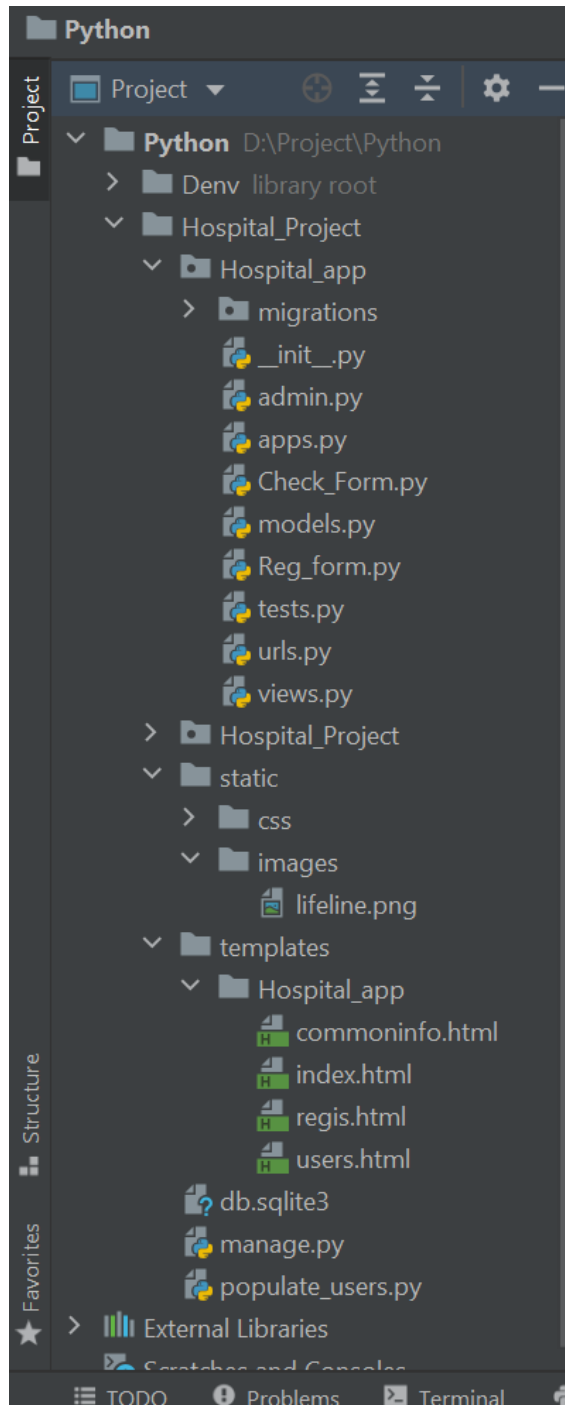 Python
Project
Project
Python D:\Project\Python
Denv library root
Hospital_Project
Hospital_app
migrations
__init__.py
admin.py
apps.py
Check_Form.py
models.py
Reg_form.py
tests.py
urls.py
views.py
Hospital_Project
static
css
images
lifeline.png
templates
Hospital_app
commoninfo.html
index.html
regis.html
users.html
db.sqlite3
manage.py
populate_users.py
External Libraries
Scratches and Consoles
Structure
Favorites
TODO Problems Terminal